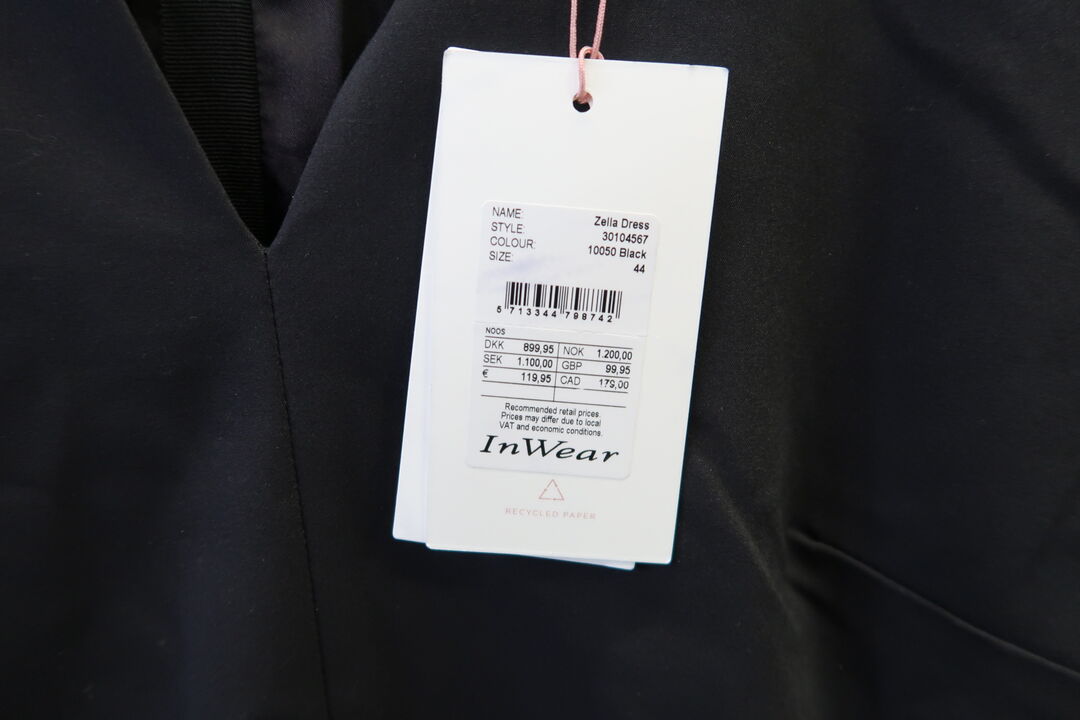 NAME: Zella Dress
STYLE: 30104567
COLOUR: 10050 Black
SIZE: 44
5 713344 798742
NOOS
DKK 899,95 NOK 1.200,00
SEK 1.100,00 GBP 99,95
€ 119,95 CAD 179,00
Recommended retail prices.
Prices may differ due to local
VAT and economic conditions.
InWear
RECYCLED PAPER